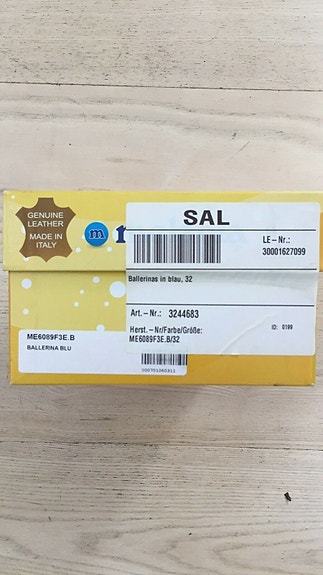 GENUINE
LEATHER
MADE IN
ITALY
m
SAL
LE-Nr.:
30001627099
Ballerinas in blau, 32
Art.-Nr.: 3244683
Herst.-Nr/Farbe/Größe:
ME6089F3E.B/32
ID: 0199
ME6089F3E.B
BALLERINA BLU
000701060311